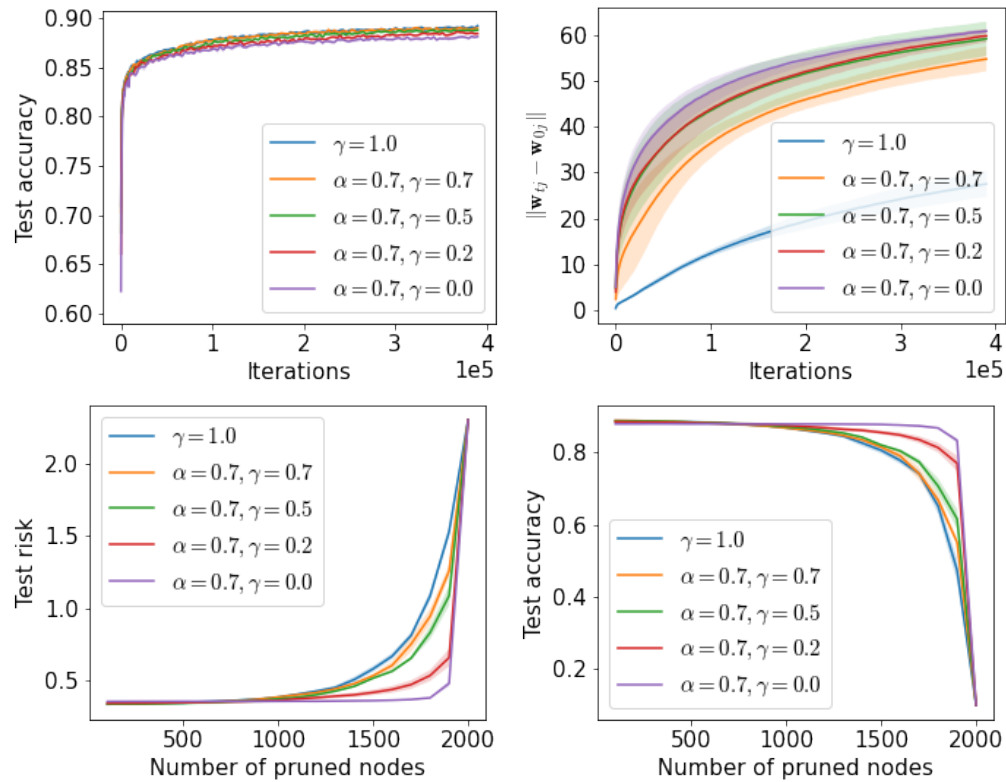 0.90
0.85
0.80
0.75
0.70
0.65
0.60
Test accuracy
γ = 1.0
α = 0.7, γ = 0.7
α = 0.7, γ = 0.5
α = 0.7, γ = 0.2
α = 0.7, γ = 0.0
0 1 2 3 4
Iterations 1e5
60
50
40
30
20
10
0
||w_{tj} − w_{0j}||
γ = 1.0
α = 0.7, γ = 0.7
α = 0.7, γ = 0.5
α = 0.7, γ = 0.2
α = 0.7, γ = 0.0
0 1 2 3 4
Iterations 1e5
2.0
1.5
1.0
0.5
Test risk
γ = 1.0
α = 0.7, γ = 0.7
α = 0.7, γ = 0.5
α = 0.7, γ = 0.2
α = 0.7, γ = 0.0
500 1000 1500 2000
Number of pruned nodes
0.8
0.6
0.4
0.2
Test accuracy
γ = 1.0
α = 0.7, γ = 0.7
α = 0.7, γ = 0.5
α = 0.7, γ = 0.2
α = 0.7, γ = 0.0
500 1000 1500 2000
Number of pruned nodes